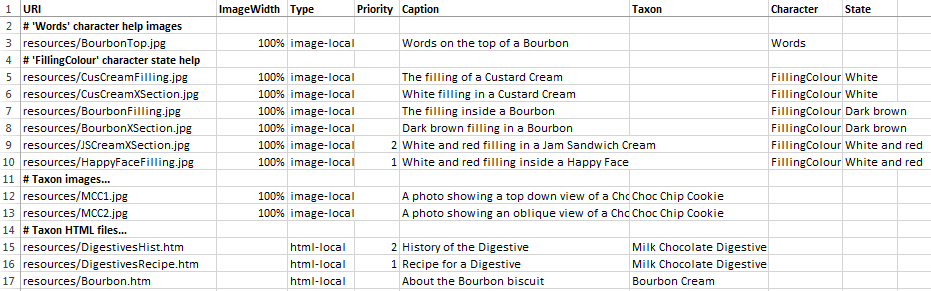 1 URI ImageWidth Type Priority Caption Taxon Character State
2 # 'Words' character help images
3 resources/BourbonTop.jpg 100% image-local Words on the top of a Bourbon Words
4 # 'FillingColour' character state help
5 resources/CusCreamFilling.jpg 100% image-local The filling of a Custard Cream FillingColour White
6 resources/CusCreamXSection.jpg 100% image-local White filling in a Custard Cream FillingColour White
7 resources/BourbonFilling.jpg 100% image-local The filling inside a Bourbon FillingColour Dark brown
8 resources/BourbonXSection.jpg 100% image-local Dark brown filling in a Bourbon FillingColour Dark brown
9 resources/JSCreamXSection.jpg 100% image-local 2 White and red filling in a Jam Sandwich Cream FillingColour White and red
10 resources/HappyFaceFilling.jpg 100% image-local 1 White and red filling inside a Happy Face FillingColour White and red
11 # Taxon images...
12 resources/MCC1.jpg 100% image-local A photo showing a top down view of a Cho Choc Chip Cookie
13 resources/MCC2.jpg 100% image-local A photo showing an oblique view of a Cho Choc Chip Cookie
14 # Taxon HTML files...
15 resources/DigestivesHist.htm html-local 2 History of the Digestive Milk Chocolate Digestive
16 resources/DigestivesRecipe.htm html-local 1 Recipe for a Digestive Milk Chocolate Digestive
17 resources/Bourbon.htm html-local About the Bourbon biscuit Bourbon Cream